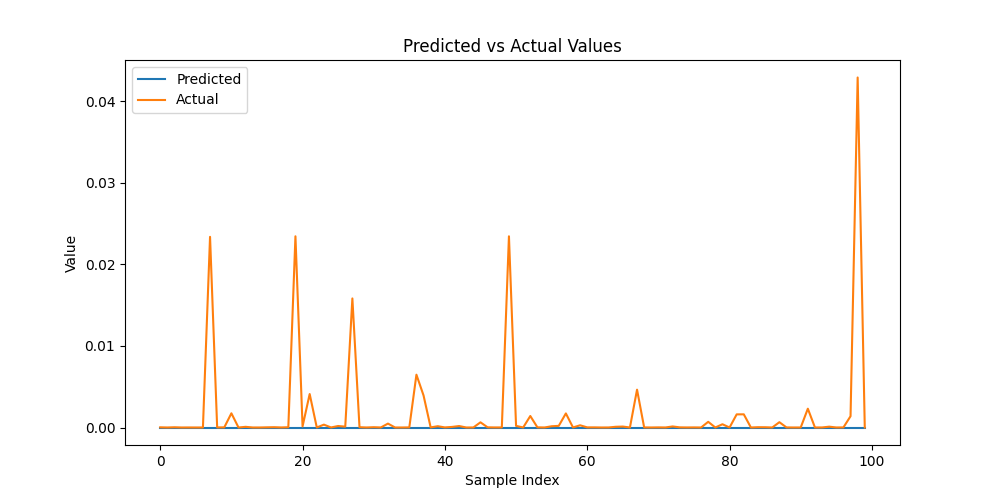 Predicted vs Actual Values
Predicted
Actual
0.04
0.03
0.02
0.01
0.00
Value
0 20 40 60 80 100
Sample Index